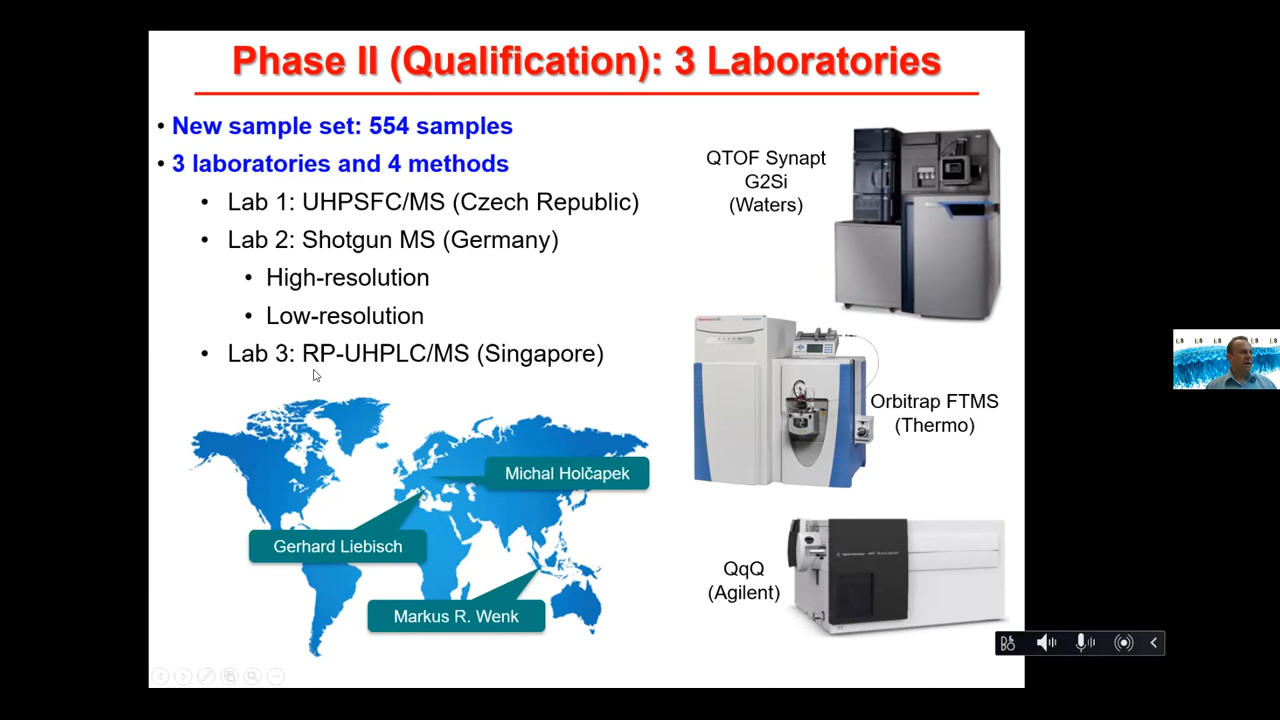 Phase II (Qualification): 3 Laboratories
• New sample set: 554 samples
• 3 laboratories and 4 methods
• Lab 1: UHPSFC/MS (Czech Republic)
• Lab 2: Shotgun MS (Germany)
• High-resolution
• Low-resolution
• Lab 3: RP-UHPLC/MS (Singapore)
QTOF Synapt
G2Si
(Waters)
Orbitrap FTMS
(Thermo)
QqQ
(Agilent)
Michal Holčapek
Gerhard Liebisch
Markus R. Wenk